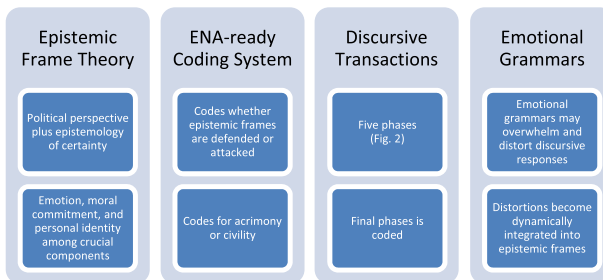 Epistemic
Frame Theory
Political perspective
plus epistemology
of certainty
Emotion, moral
commitment, and
personal identity
among crucial
components
ENA-ready
Coding System
Codes whether
epistemic frames
are defended or
attacked
Codes for acrimony
or civility
Discursive
Transactions
Five phases
(Fig. 2)
Final phases is
coded
Emotional
Grammars
Emotional
grammars may
overwhelm and
distort discursive
responses
Distortions become
dynamically
integrated into
epistemic frames